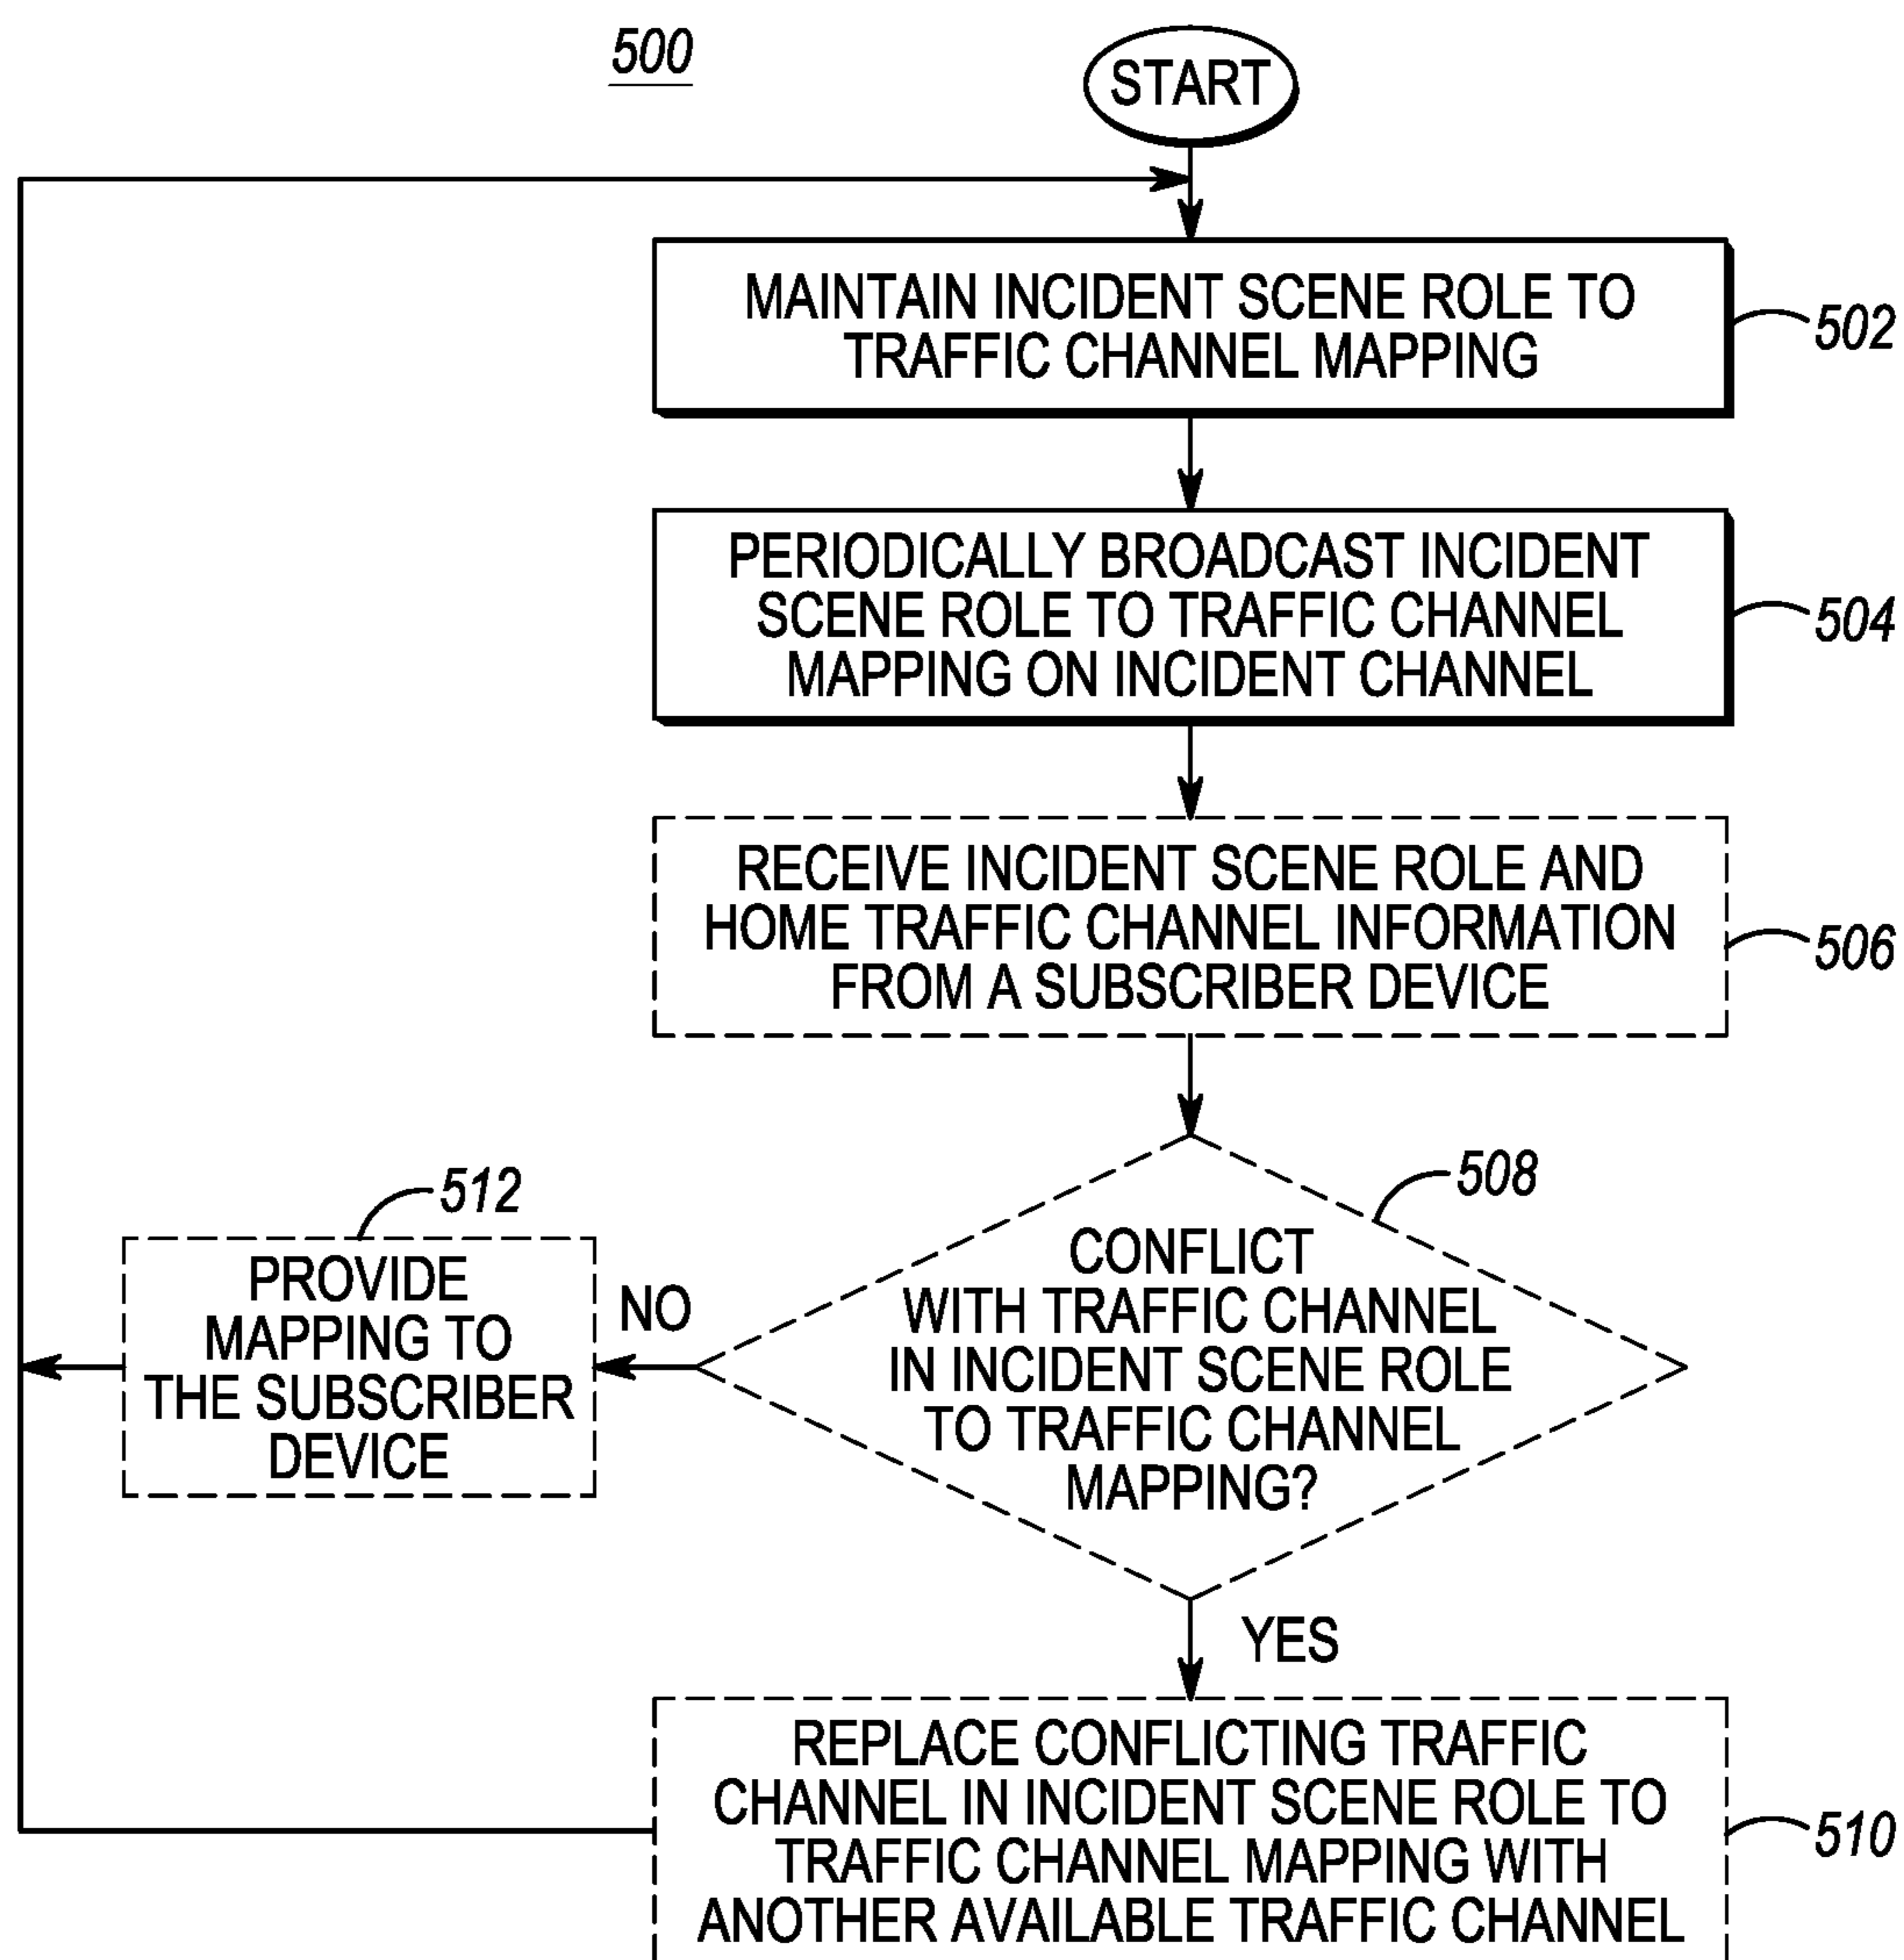 500
START
MAINTAIN INCIDENT SCENE ROLE TO
TRAFFIC CHANNEL MAPPING
502
PERIODICALLY BROADCAST INCIDENT
SCENE ROLE TO TRAFFIC CHANNEL
MAPPING ON INCIDENT CHANNEL
504
RECEIVE INCIDENT SCENE ROLE AND
HOME TRAFFIC CHANNEL INFORMATION
FROM A SUBSCRIBER DEVICE
506
508
CONFLICT
WITH TRAFFIC CHANNEL
IN INCIDENT SCENE ROLE
TO TRAFFIC CHANNEL
MAPPING?
NO
512
PROVIDE
MAPPING TO
THE SUBSCRIBER
DEVICE
YES
REPLACE CONFLICTING TRAFFIC
CHANNEL IN INCIDENT SCENE ROLE TO
TRAFFIC CHANNEL MAPPING WITH
ANOTHER AVAILABLE TRAFFIC CHANNEL
510